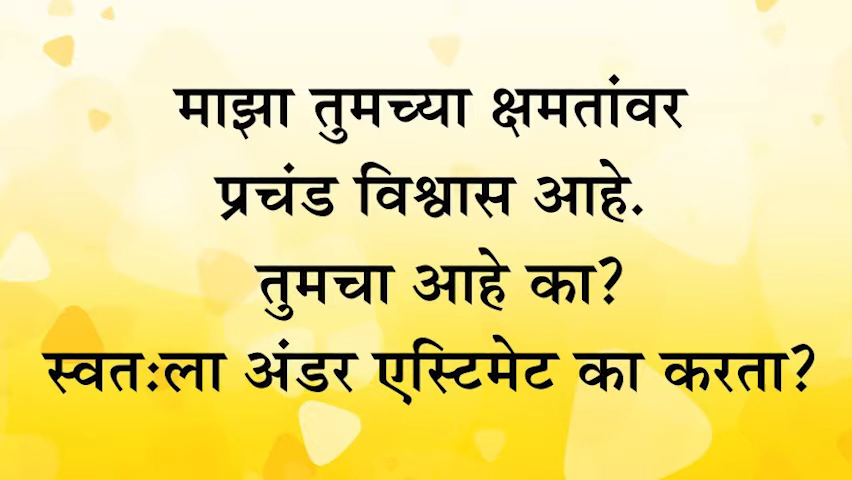 माझा तुमच्या क्षमतांवर
प्रचंड विश्वास आहे.
तुमचा आहे का?
स्वतःला अंडर एस्टिमेट का करता?